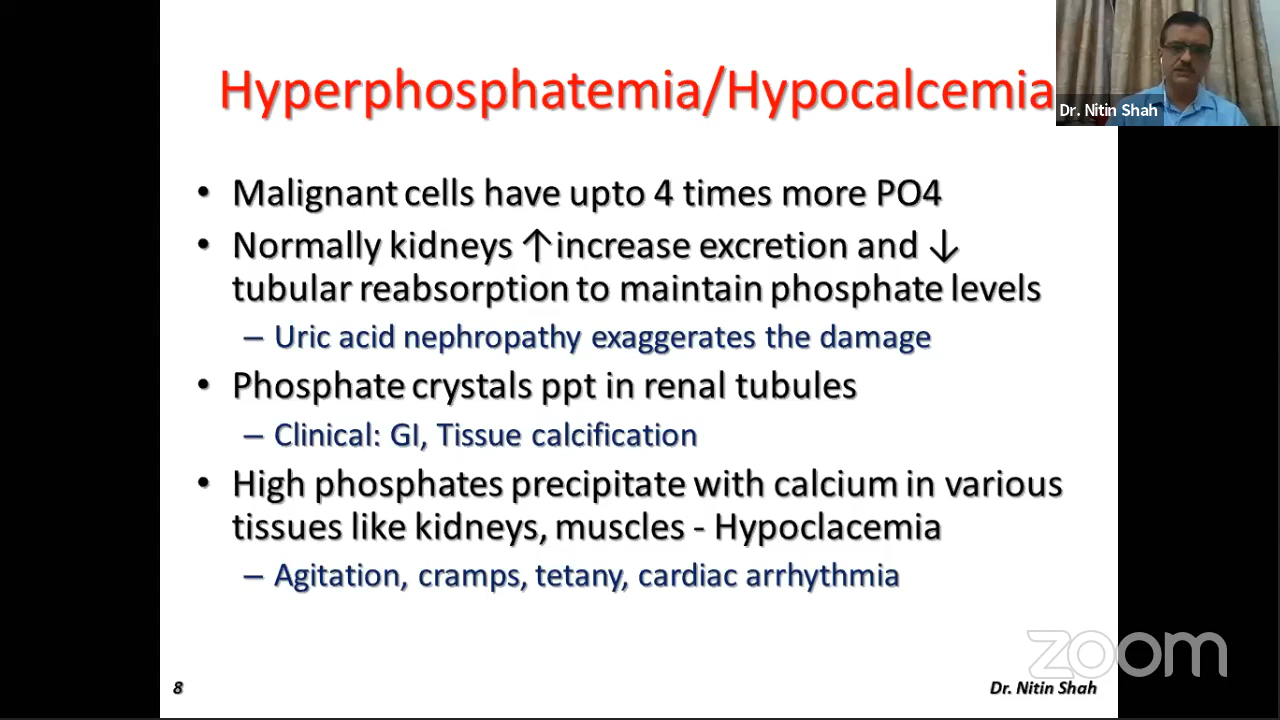 Hyperphosphatemia/Hypocalcemia
Dr. Nitin Shah
• Malignant cells have upto 4 times more PO4
• Normally kidneys ↑increase excretion and ↓
tubular reabsorption to maintain phosphate levels
– Uric acid nephropathy exaggerates the damage
• Phosphate crystals ppt in renal tubules
– Clinical: GI, Tissue calcification
• High phosphates precipitate with calcium in various
tissues like kidneys, muscles - Hypoclacemia
– Agitation, cramps, tetany, cardiac arrhythmia
zoom
8
Dr. Nitin Shah